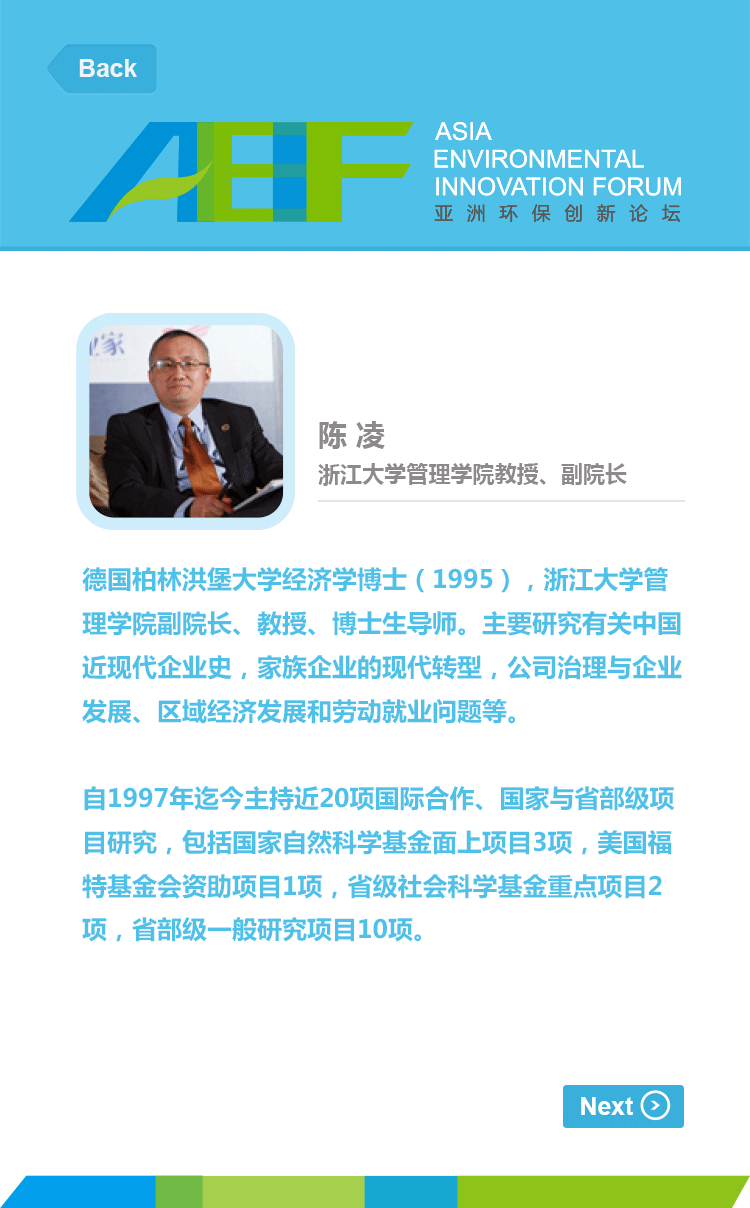 Back
AEIF
ASIA
ENVIRONMENTAL
INNOVATION FORUM
亚洲环保创新论坛
家
陈 凌
浙江大学管理学院教授、副院长
德国柏林洪堡大学经济学博士（1995），浙江大学管
理学院副院长、教授、博士生导师。主要研究有关中国
近现代企业史，家族企业的现代转型，公司治理与企业
发展、区域经济发展和劳动就业问题等。
自1997年迄今主持近20项国际合作、国家与省部级项
目研究，包括国家自然科学基金面上项目3项，美国福
特基金会资助项目1项，省级社会科学基金重点项目2
项，省部级一般研究项目10项。
Next